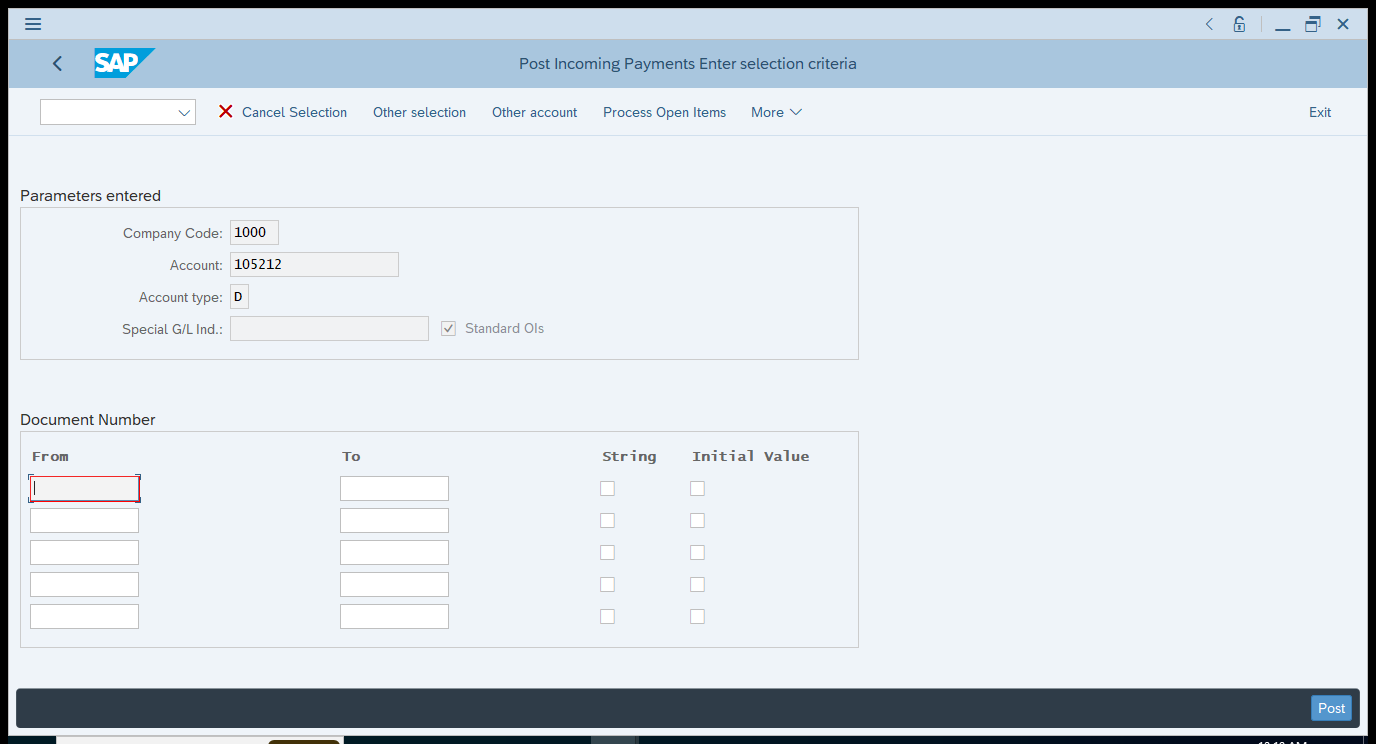 SAP
Post Incoming Payments Enter selection criteria
Cancel Selection Other selection Other account Process Open Items More Exit
Parameters entered
Company Code: 1000
Account: 105212
Account type: D
Special G/L Ind.: Standard OIs
Document Number
From To String Initial Value
Post